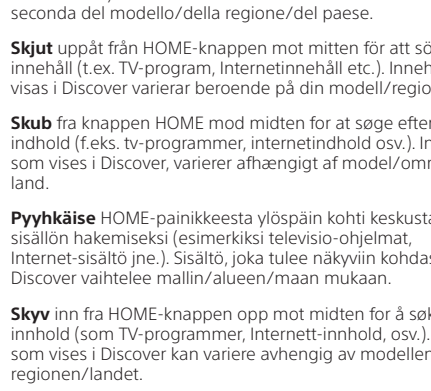 seconda del modello/della regione/del paese.
Skjut uppåt från HOME-knappen mot mitten för att sö
innehåll (t.ex. TV-program, Internetinnehåll etc.). Inneh
visas i Discover varierar beroende på din modell/regio
Skub fra knappen HOME mod midten for at søge efter
indhold (f.eks. tv-programmer, internetindhold osv.). In
som vises i Discover, varierer afhængigt af model/omr
land.
Pyyhkäise HOME-painikkeesta ylöspäin kohti keskusta
sisällön hakemiseksi (esimerkiksi televisio-ohjelmat,
Internet-sisältö jne.). Sisältö, joka tulee näkyviin kohdas
Discover vaihtelee mallin/alueen/maan mukaan.
Skyv inn fra HOME-knappen opp mot midten for å søk
innhold (som TV-programmer, Internett-innhold, osv.).
som vises i Discover kan variere avhengig av modellen
regionen/landet.